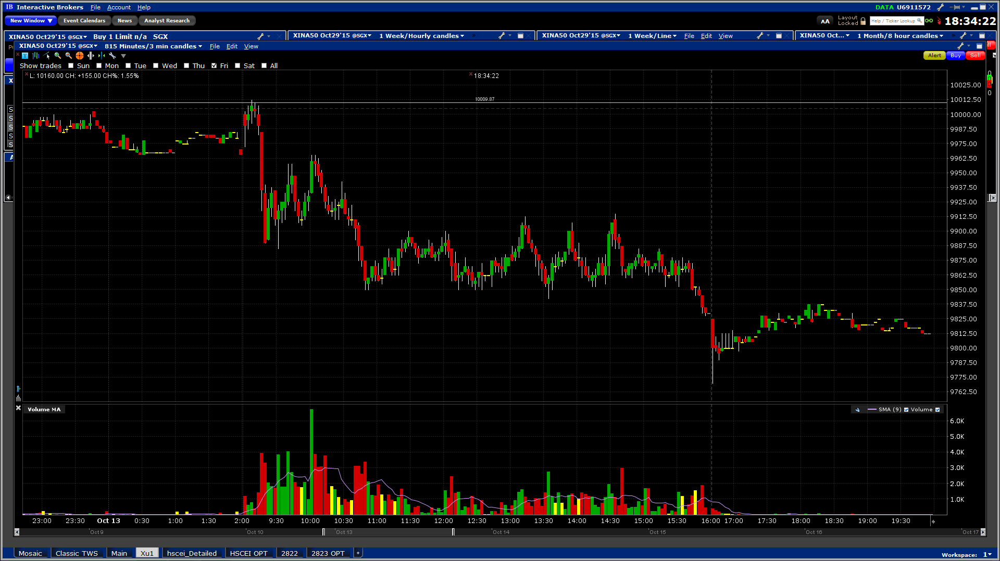 IB Interactive Brokers File Account Help DATA U6911572
New Window Event Calendars News Analyst Research AA Layout Locked Help / Ticker Lookup 18:34:22
XINA50 Oct29'15 @SGX Buy 1 Limit n/a SGX XINA50 Oct29'15 @SGX 1 Week/Hourly candles » XINA50 Oct29'15 @SGX 1 Week/Line File Edit View XINA50 Oct... 1 Month/8 hour candles »
XINA50 Oct29'15 @SGX 815 Minutes/3 min candles File Edit View
Alert Buy Sell
Show trades Sun Mon Tue Wed Thu Fri Sat All
L: 10160.00 CH: +155.00 CH%: 1.55% 18:34:22
10009.87
10025.00
10012.50
10000.00
9987.50
9975.00
9962.50
9950.00
9937.50
9925.00
9912.50
9900.00
9887.50
9875.00
9862.50
9850.00
9837.50
9825.00
9812.50
9800.00
9787.50
9775.00
9762.50
Volume MA SMA (9) Volume
6.0K
5.0K
4.0K
3.0K
2.0K
1.0K
23:00 23:30 Oct 13 0:30 1:00 1:30 2:00 9:30 10:00 10:30 11:00 11:30 12:00 12:30 13:00 13:30 14:00 14:30 15:00 15:30 16:00 17:00 17:30 18:00 18:30 19:00 19:30
Oct 9 Oct 10 Oct 13 Oct 14 Oct 15 Oct 16 Oct 17
Mosaic Classic TWS Main Xu1 hscei_Detailed HSCEI OPT 2822 2823 OPT +
Workspace: 1